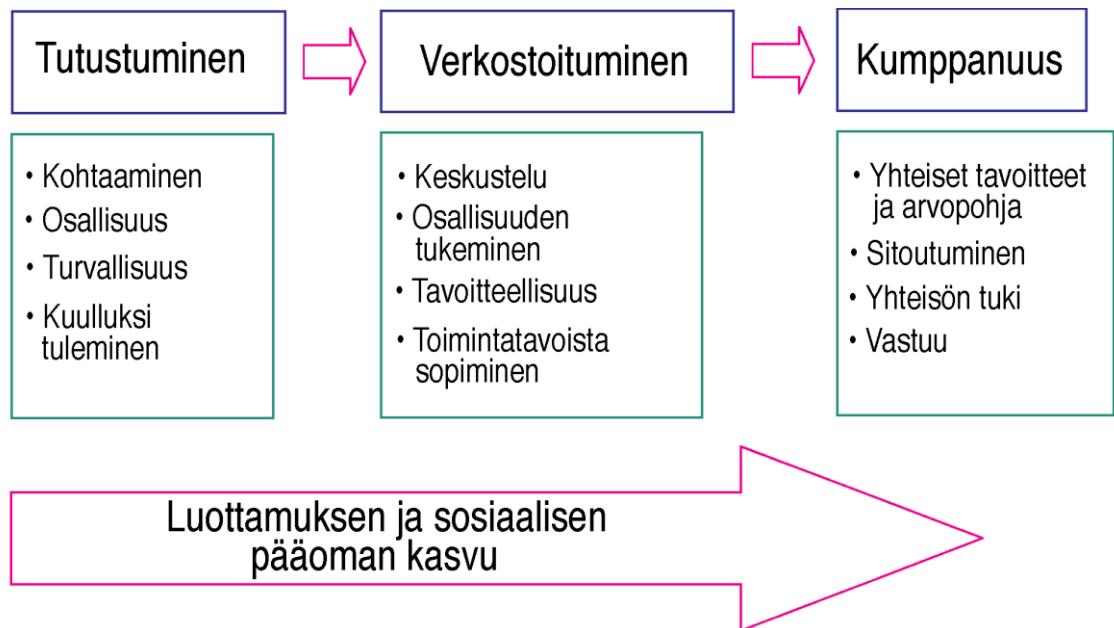 Tutustuminen
Verkostoituminen
Kumppanuus
• Kohtaaminen
• Osallisuus
• Turvallisuus
• Kuulluksi
tuleminen
• Keskustelu
• Osallisuuden
tukeminen
• Tavoitteellisuus
• Toimintatavoista
sopiminen
• Yhteiset tavoitteet
ja arvopohja
• Sitoutuminen
• Yhteisön tuki
• Vastuu
Luottamuksen ja sosiaalisen
pääoman kasvu